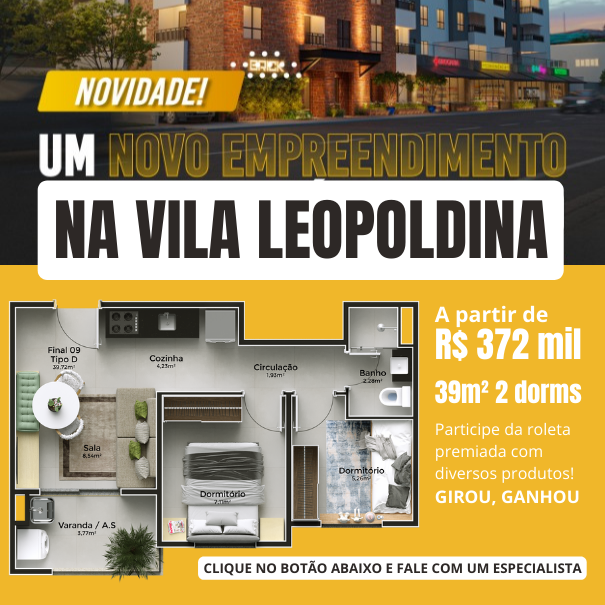 BRICK
NOVIDADE!
UM NOVO EMPREENDIMENTO
NA VILA LEOPOLDINA
A partir de
R$ 372 mil
39m² 2 dorms
Participe da roleta
premiada com
diversos produtos!
GIROU, GANHOU
Final 09
Tipo D
39,72m²
Cozinha
4,23m²
Circulação
1,93m²
Banho
2,28m²
Sala
8,54m²
Dormitório
Dormitório
5,26m²
Varanda / A.S
3,77m²
CLIQUE NO BOTÃO ABAIXO E FALE COM UM ESPECIALISTA